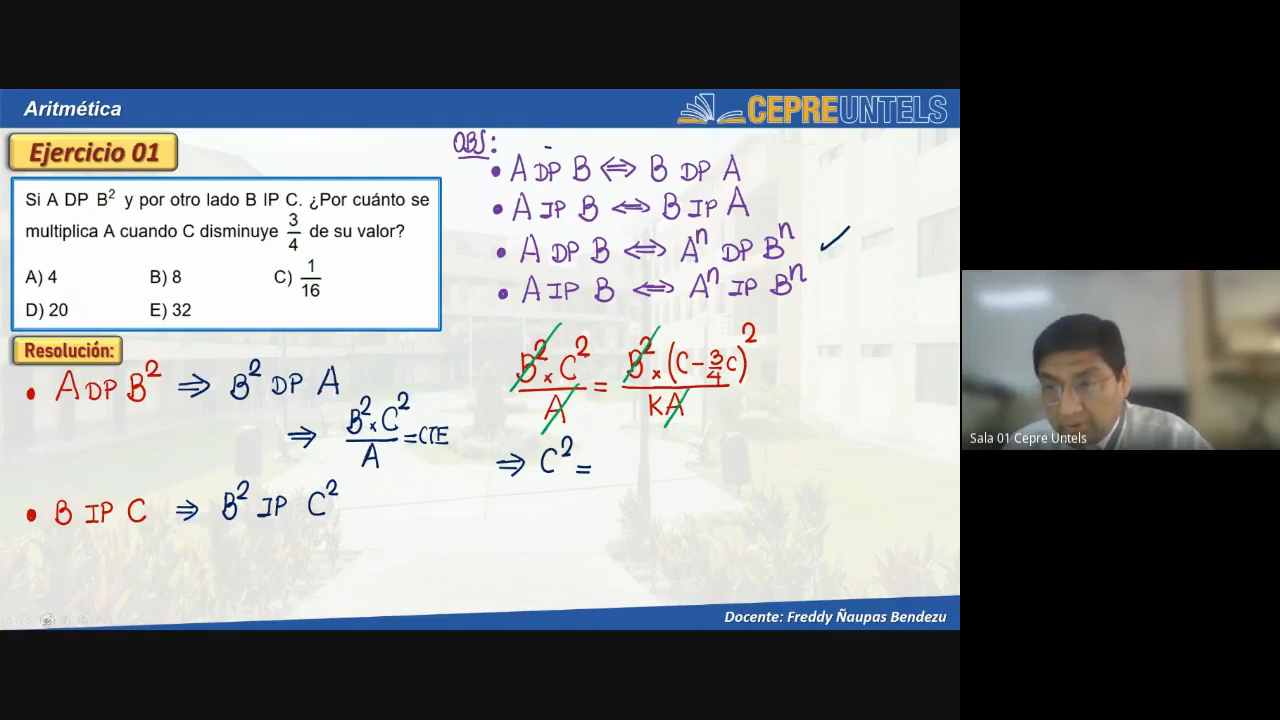 Aritmética
CEPREUNTELS
Ejercicio 01
Si A DP B² y por otro lado B IP C. ¿Por cuánto se
multiplica A cuando C disminuye 3/4 de su valor?
A) 4 B) 8 C) 1/16
D) 20 E) 32
OBS:
• A DP B ⇔ B DP A
• A IP B ⇔ B IP A
• A DP B ⇔ Aⁿ DP Bⁿ ✓
• A IP B ⇔ Aⁿ IP Bⁿ
Resolución:
• A DP B² ⇒ B² DP A
⇒ B² × C² / A = CTE
• B IP C ⇒ B² IP C²
B² × C² / A = B² × (C - 3/4 C)² / KA
⇒ C² =
Sala 01 Cepre Untels
Docente: Freddy Ñaupas Bendezu